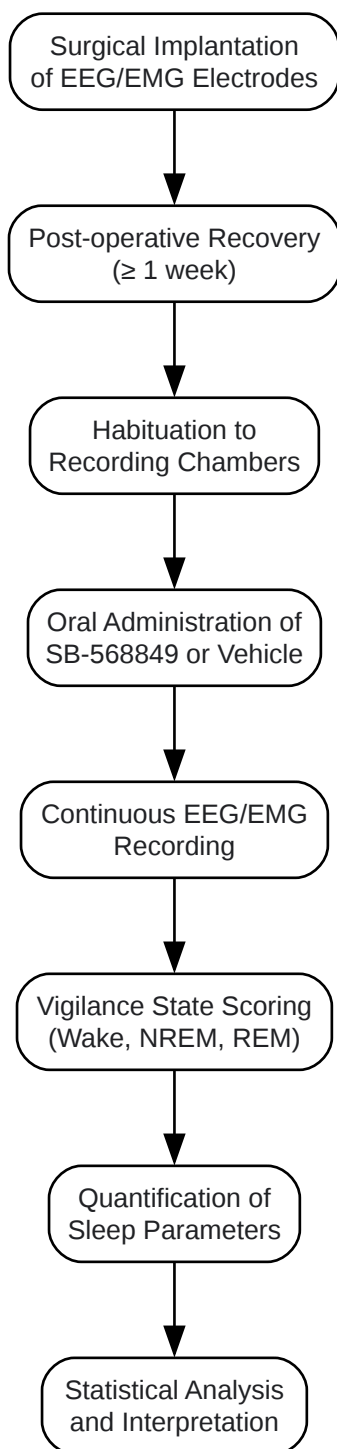 Surgical Implantation
of EEG/EMG Electrodes
Post-operative Recovery
(≥ 1 week)
Habituation to
Recording Chambers
Oral Administration of
SB-568849 or Vehicle
Continuous EEG/EMG
Recording
Vigilance State Scoring
(Wake, NREM, REM)
Quantification of
Sleep Parameters
Statistical Analysis
and Interpretation